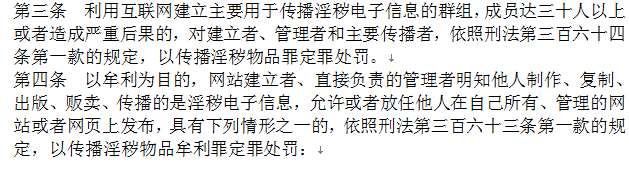 第三条　利用互联网建立主要用于传播淫秽电子信息的群组，成员达三十人以上
或者造成严重后果的，对建立者、管理者和主要传播者，依照刑法第三百六十四
条第一款的规定，以传播淫秽物品罪定罪处罚。↓
第四条　以牟利为目的，网站建立者、直接负责的管理者明知他人制作、复制、
出版、贩卖、传播的是淫秽电子信息，允许或者放任他人在自己所有、管理的网
站或者网页上发布，具有下列情形之一的，依照刑法第三百六十三条第一款的规
定，以传播淫秽物品牟利罪定罪处罚：↓